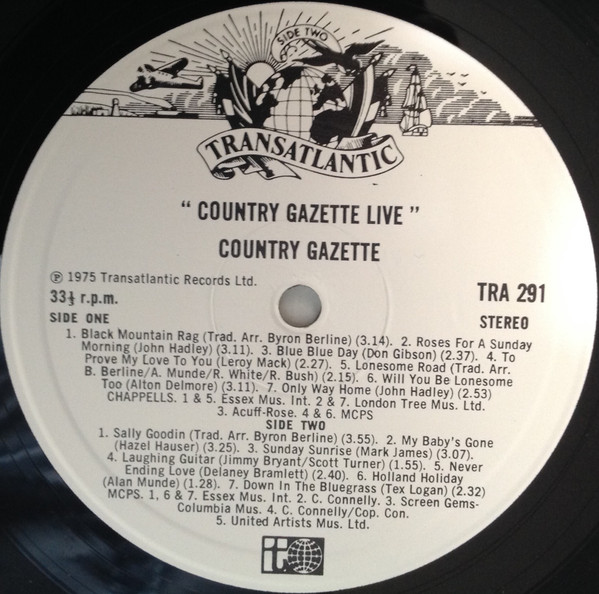 SIDE TWO
TRANSATLANTIC
" COUNTRY GAZETTE LIVE "
COUNTRY GAZETTE
Ⓟ 1975 Transatlantic Records Ltd.
33⅓ r.p.m.
TRA 291
SIDE ONE
STEREO
1. Black Mountain Rag (Trad. Arr. Byron Berline) (3.14). 2. Roses For A Sunday
Morning (John Hadley) (3.11). 3. Blue Blue Day (Don Gibson) (2.37). 4. To
Prove My Love To You (Leroy Mack) (2.27). 5. Lonesome Road (Trad. Arr.
B. Berline/A. Munde/R. White/R. Bush) (2.15). 6. Will You Be Lonesome
Too (Alton Delmore) (3.11). 7. Only Way Home (John Hadley) (2.53)
CHAPPELLS. 1 & 5. Essex Mus. Int. 2 & 7. London Tree Mus. Ltd.
3. Acuff-Rose. 4 & 6. MCPS
SIDE TWO
1. Sally Goodin (Trad. Arr. Byron Berline) (3.55). 2. My Baby's Gone
(Hazel Hauser) (3.25). 3. Sunday Sunrise (Mark James) (3.07).
4. Laughing Guitar (Jimmy Bryant/Scott Turner) (1.55). 5. Never
Ending Love (Delaney Bramlett) (2.40). 6. Holland Holiday
(Alan Munde) (1.28). 7. Down In The Bluegrass (Tex Logan) (2.32)
MCPS. 1, 6 & 7. Essex Mus. Int. 2. C. Connelly. 3. Screen Gems-
Columbia Mus. 4. C. Connelly/Cop. Con.
5. United Artists Mus. Ltd.
it